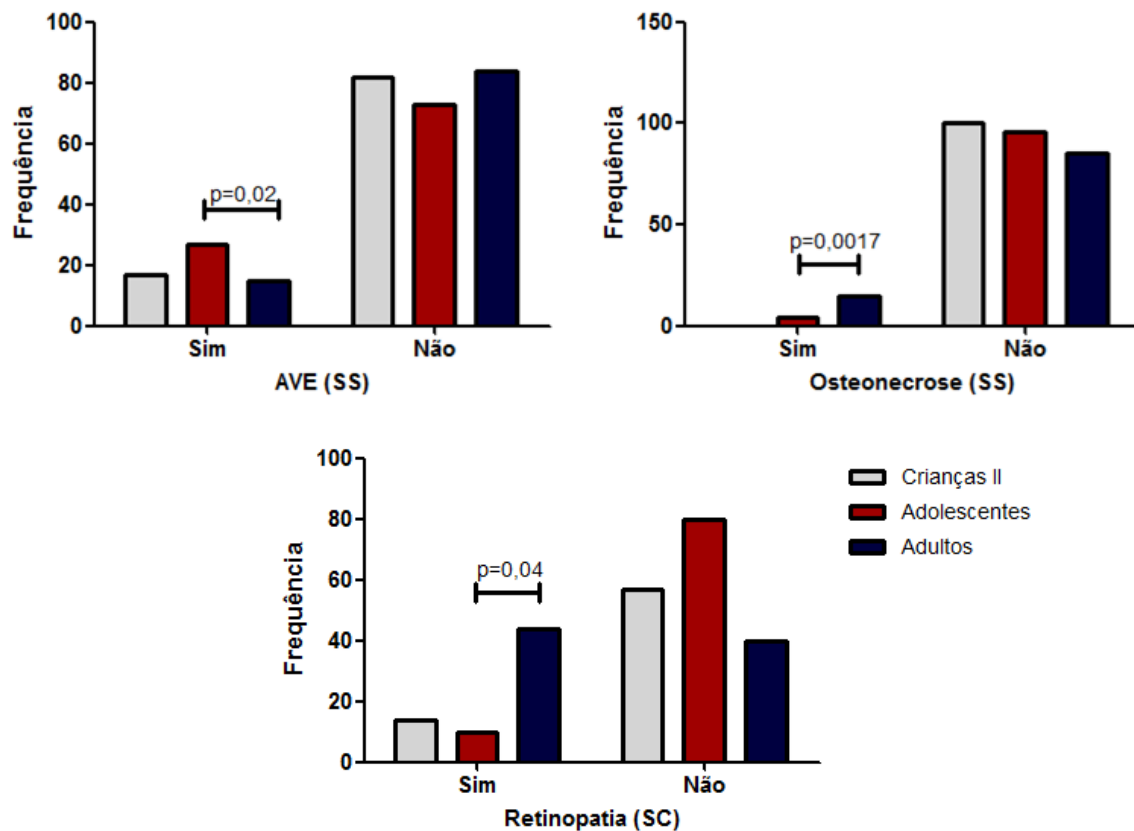 100
80
60
40
20
0
Frequência
p=0,02
Sim
Não
AVE (SS)
150
100
50
0
Frequência
p=0,0017
Sim
Não
Osteonecrose (SS)
100
80
60
40
20
0
Frequência
p=0,04
Sim
Não
Retinopatia (SC)
Crianças II
Adolescentes
Adultos